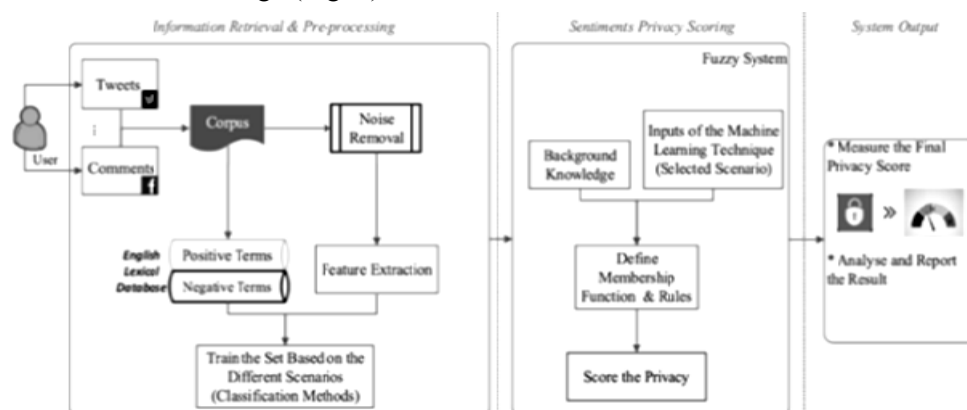 Information Retrieval & Pre-processing
Sentiments Privacy Scoring
System Output
Fuzzy System
Tweets
User
Comments
Corpus
Noise
Removal
English
Lexical
Database
Positive Terms
Negative Terms
Feature Extraction
Train the Set Based on the
Different Scenarios
(Classification Methods)
Background
Knowledge
Inputs of the Machine
Learning Technique
(Selected Scenario)
Define
Membership
Function & Rules
Score the Privacy
* Measure the Final
Privacy Score
* Analyse and Report
the Result